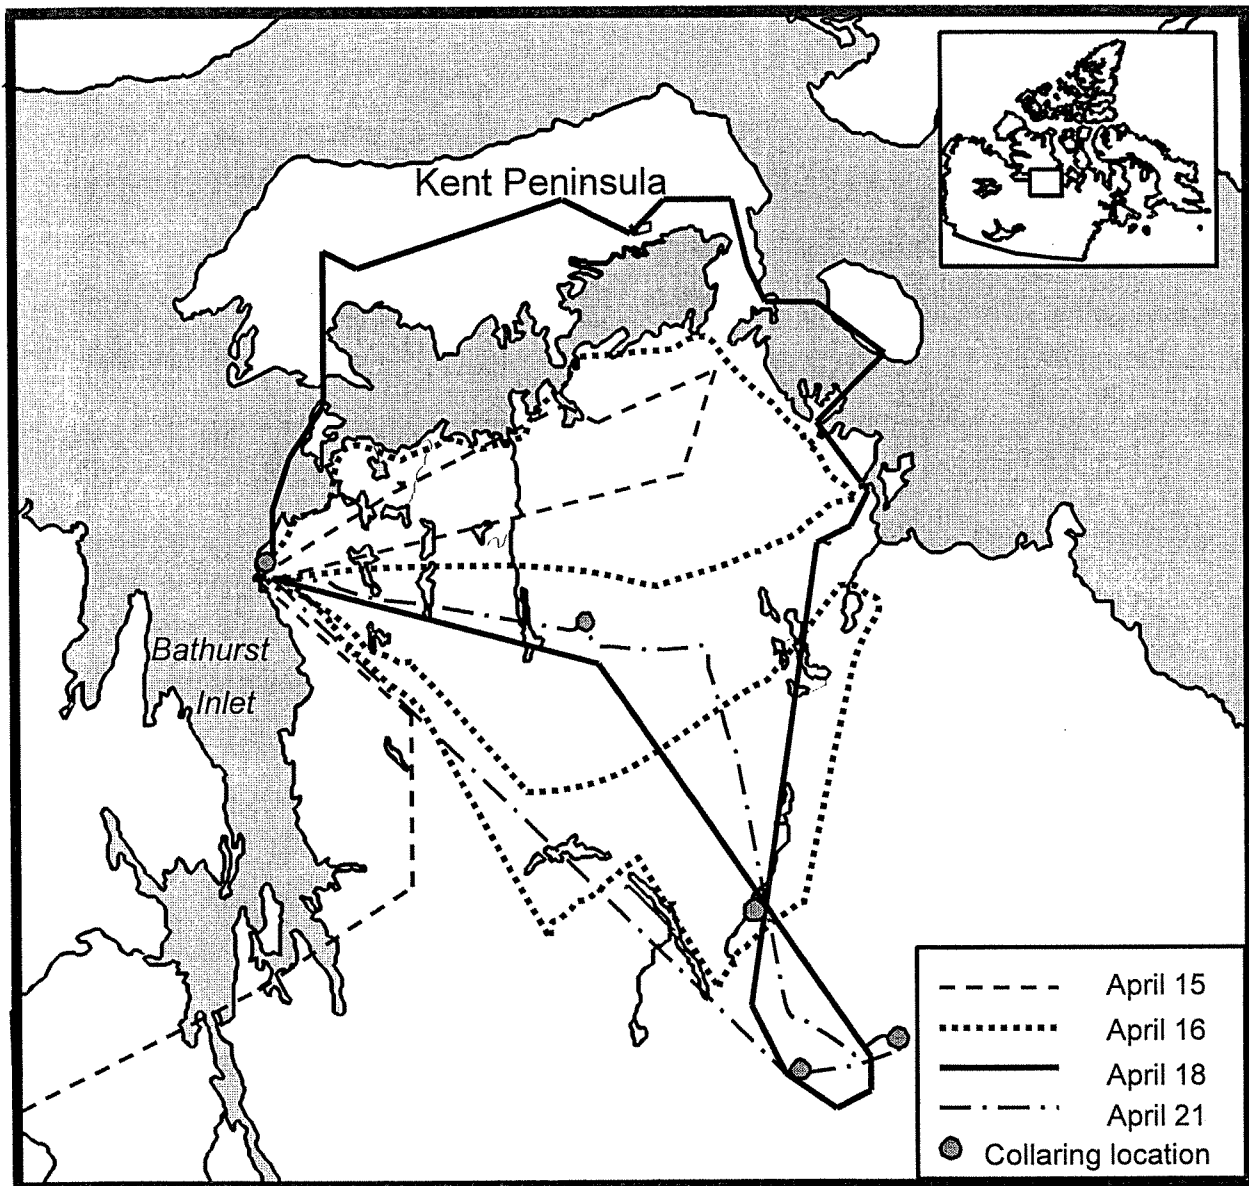 Kent Peninsula
Bathurst
Inlet
April 15
April 16
April 18
April 21
Collaring location